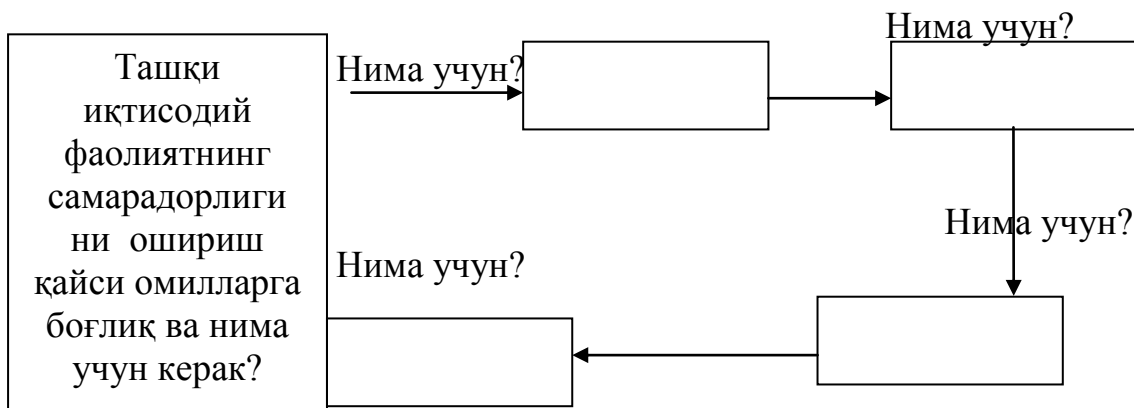 Ташқи
иқтисодий
фаолиятнинг
самарадорлиги
ни ошириш
қайси омилларга
боғлиқ ва нима
учун керак?
Нима учун?
Нима учун?
Нима учун?
Нима учун?